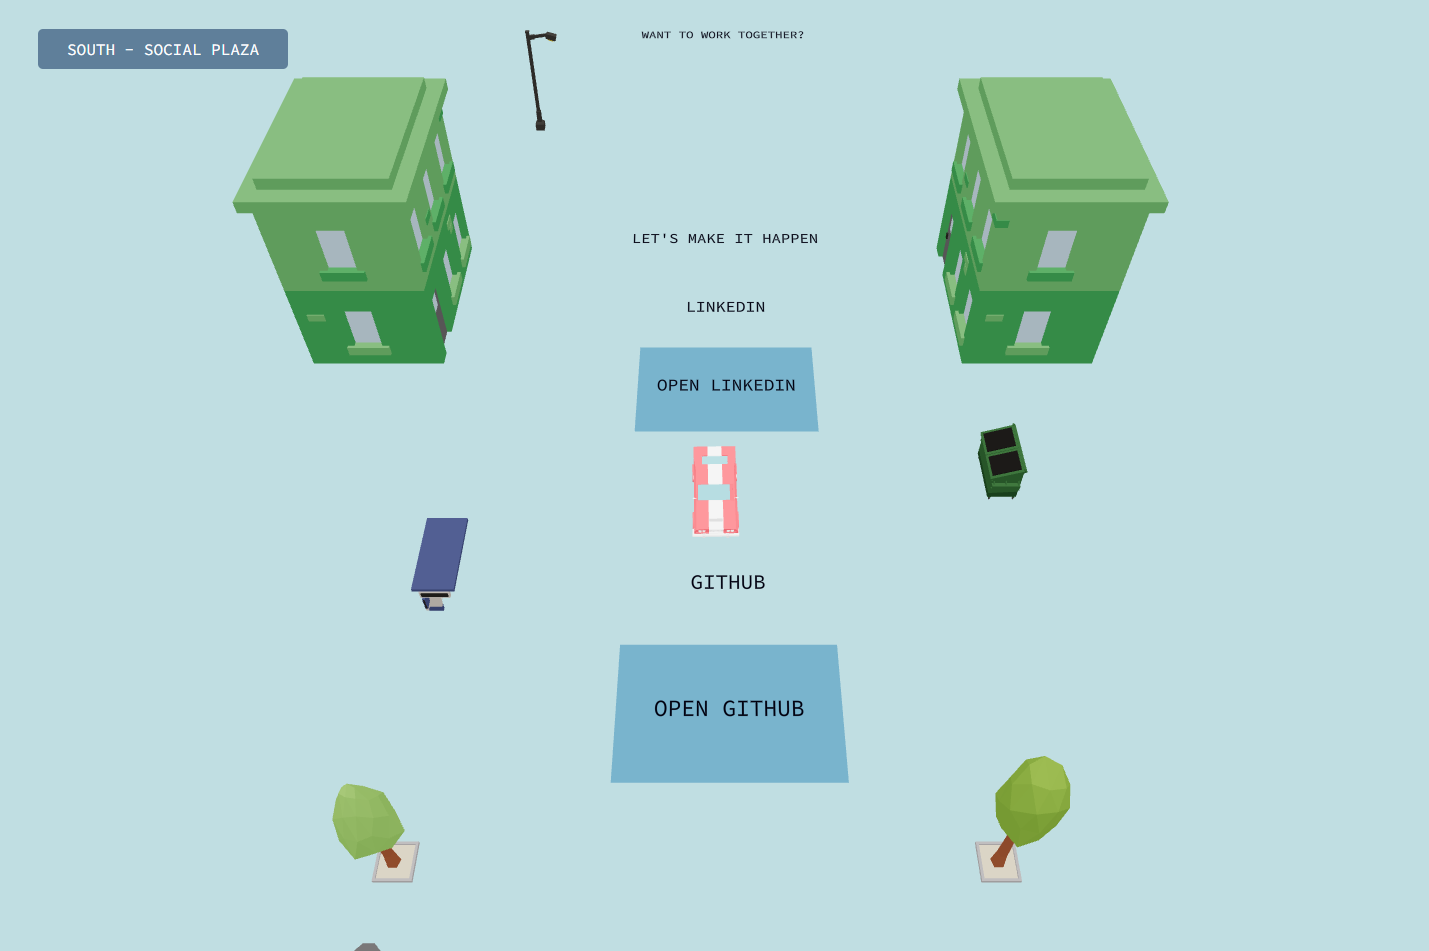 SOUTH – SOCIAL PLAZA
WANT TO WORK TOGETHER?
LET'S MAKE IT HAPPEN
LINKEDIN
OPEN LINKEDIN
GITHUB
OPEN GITHUB